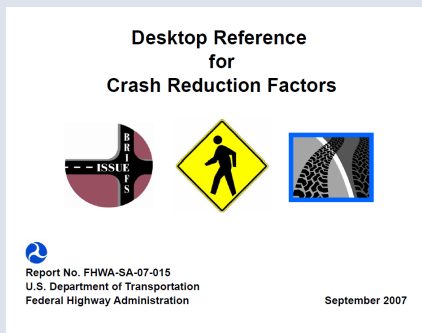 Desktop Reference
for
Crash Reduction Factors
ISSUE
BRIEFS
Report No. FHWA-SA-07-015
U.S. Department of Transportation
Federal Highway Administration
September 2007